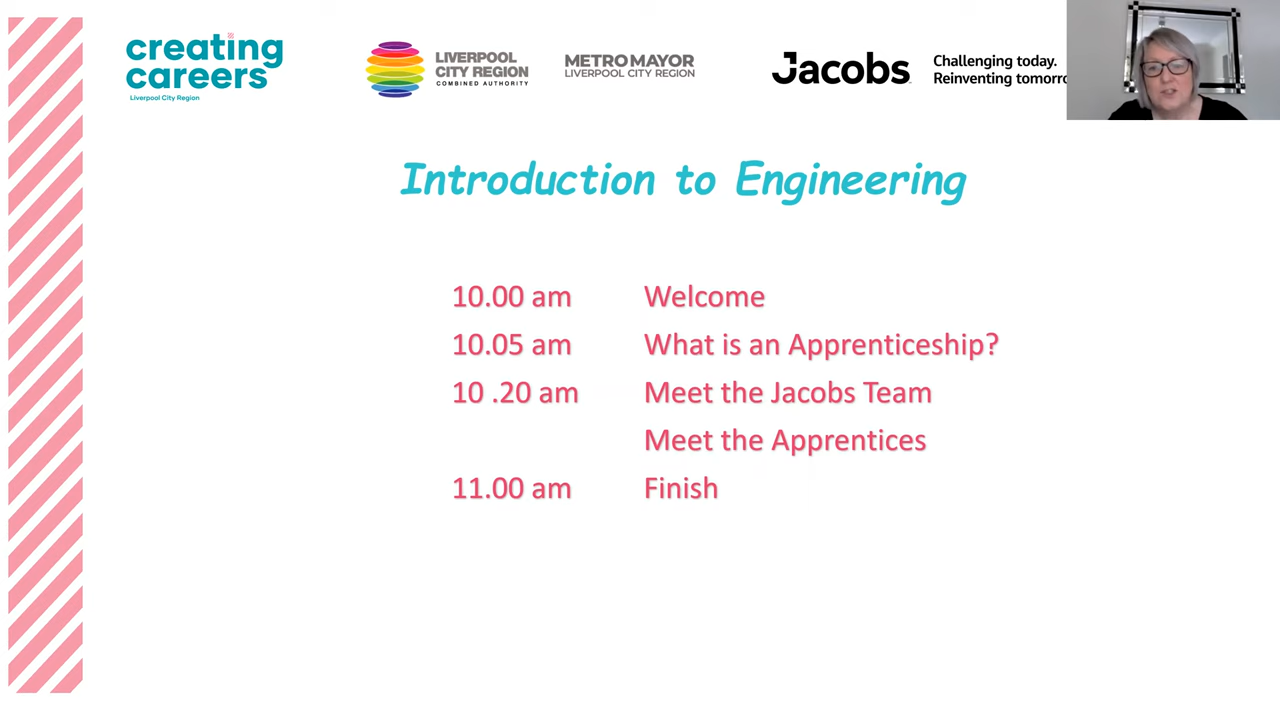 creating
careers
Liverpool City Region
LIVERPOOL
CITY REGION
COMBINED AUTHORITY
METRO MAYOR
LIVERPOOL CITY REGION
Jacobs
Challenging today.
Reinventing tomorro
Introduction to Engineering
10.00 am Welcome
10.05 am What is an Apprenticeship?
10 .20 am Meet the Jacobs Team
Meet the Apprentices
11.00 am Finish